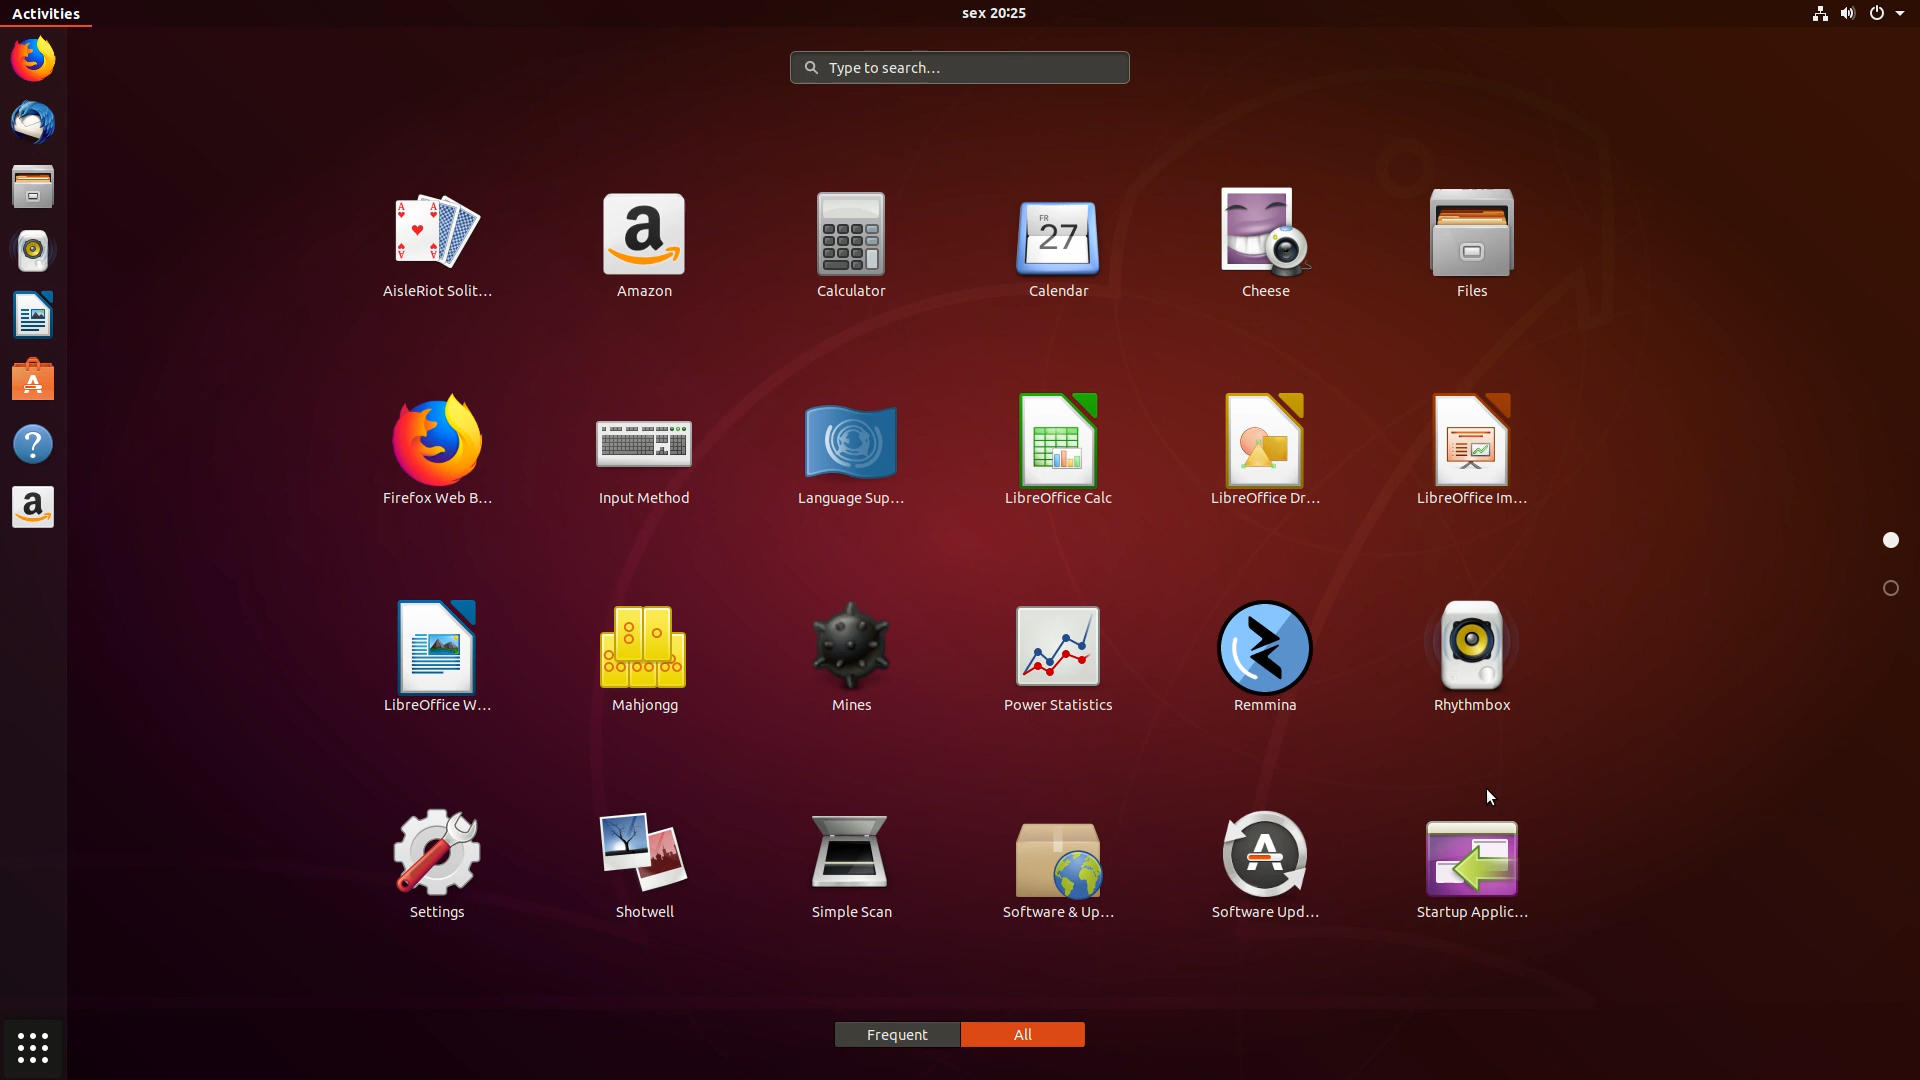 Activities
sex 20:25
Type to search...
AisleRiot Solit...
Amazon
Calculator
FR
27
Calendar
Cheese
Files
Firefox Web B...
Input Method
Language Sup...
LibreOffice Calc
LibreOffice Dr...
LibreOffice Im...
LibreOffice W...
Mahjongg
Mines
Power Statistics
Remmina
Rhythmbox
Settings
Shotwell
Simple Scan
Software & Up...
Software Upd...
Startup Applic...
Frequent
All